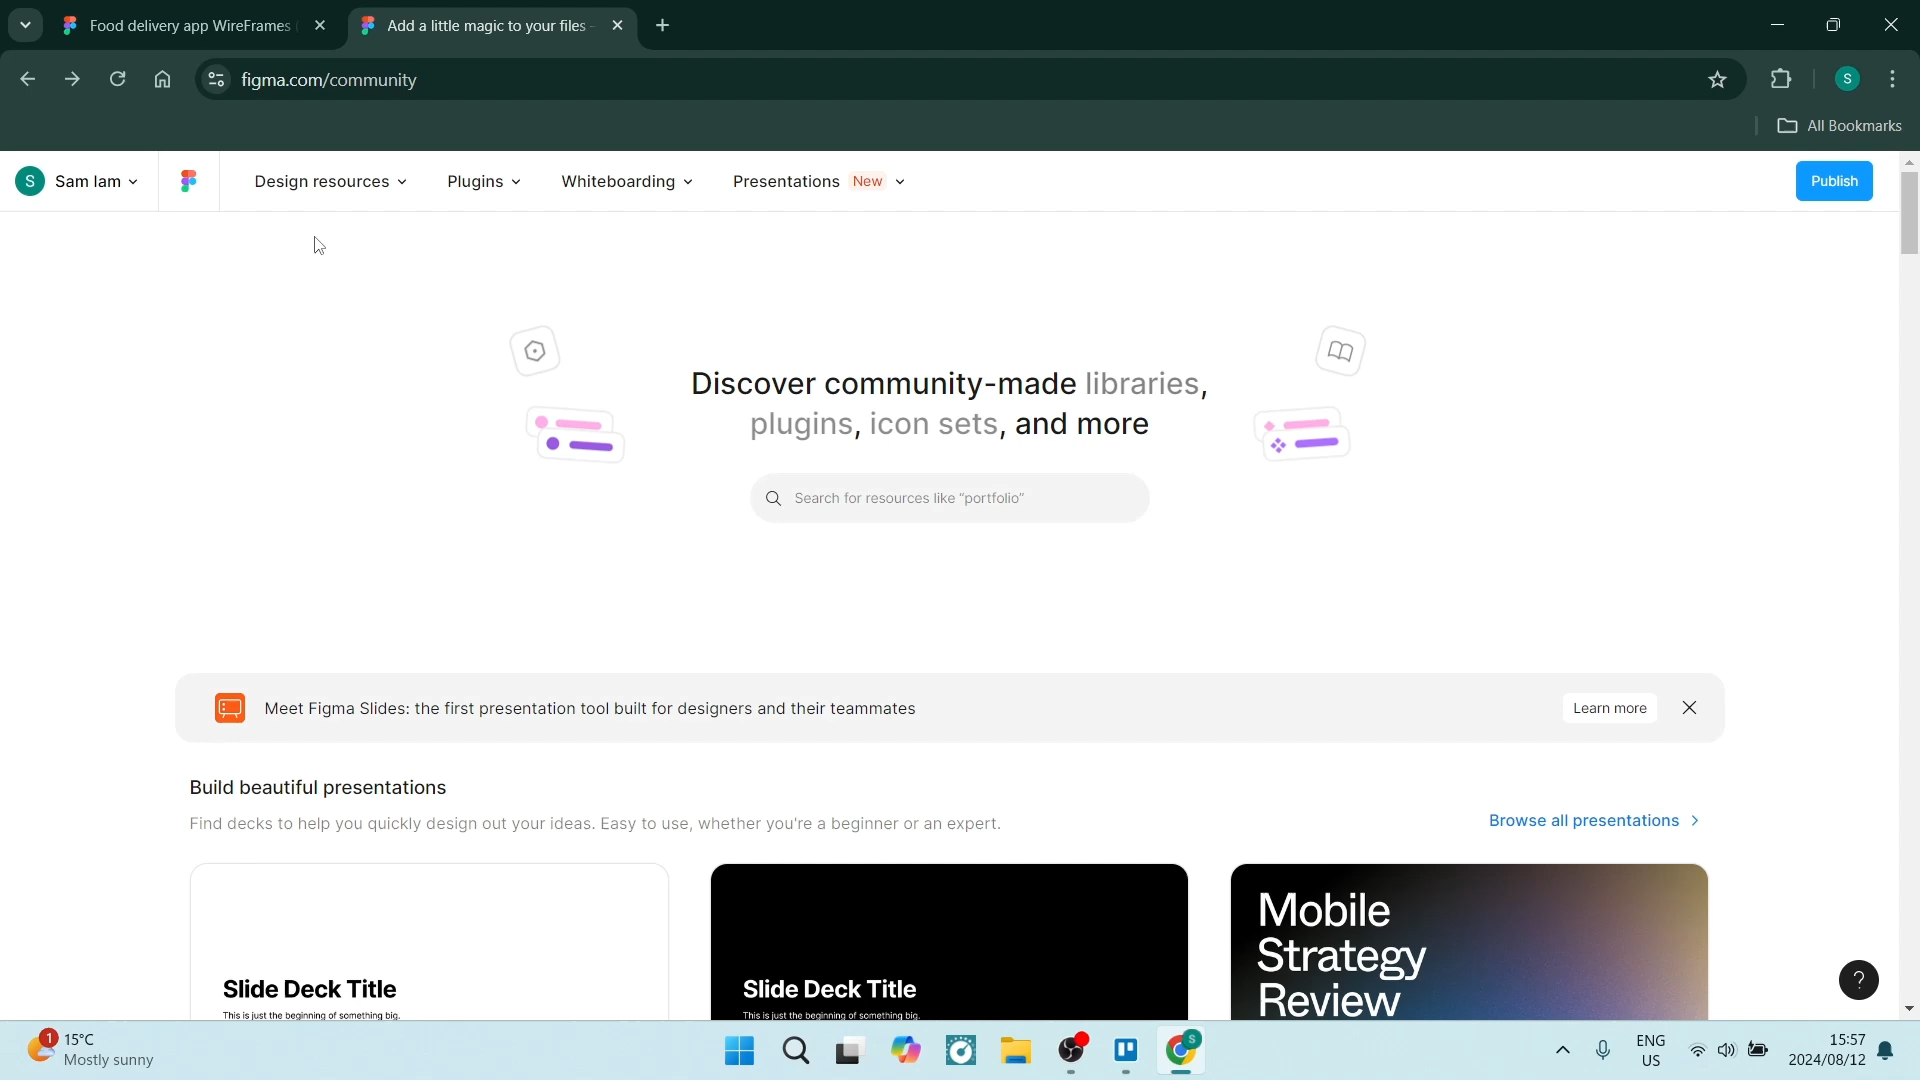 Food delivery app WireFrames
Add a little magic to your files -
figma.com/community
S
All Bookmarks
S Sam lam
Design resources
Plugins
Whiteboarding
Presentations New
Publish
Discover community-made libraries,
plugins, icon sets, and more
Search for resources like "portfolio"
Meet Figma Slides: the first presentation tool built for designers and their teammates
Learn more
Build beautiful presentations
Find decks to help you quickly design out your ideas. Easy to use, whether you're a beginner or an expert.
Browse all presentations
Slide Deck Title
This is just the beginning of something big.
Slide Deck Title
This is just the beginning of something big.
Mobile
Strategy
Review
?
1
15°C
Mostly sunny
S
ENG
US
15:57
2024/08/12